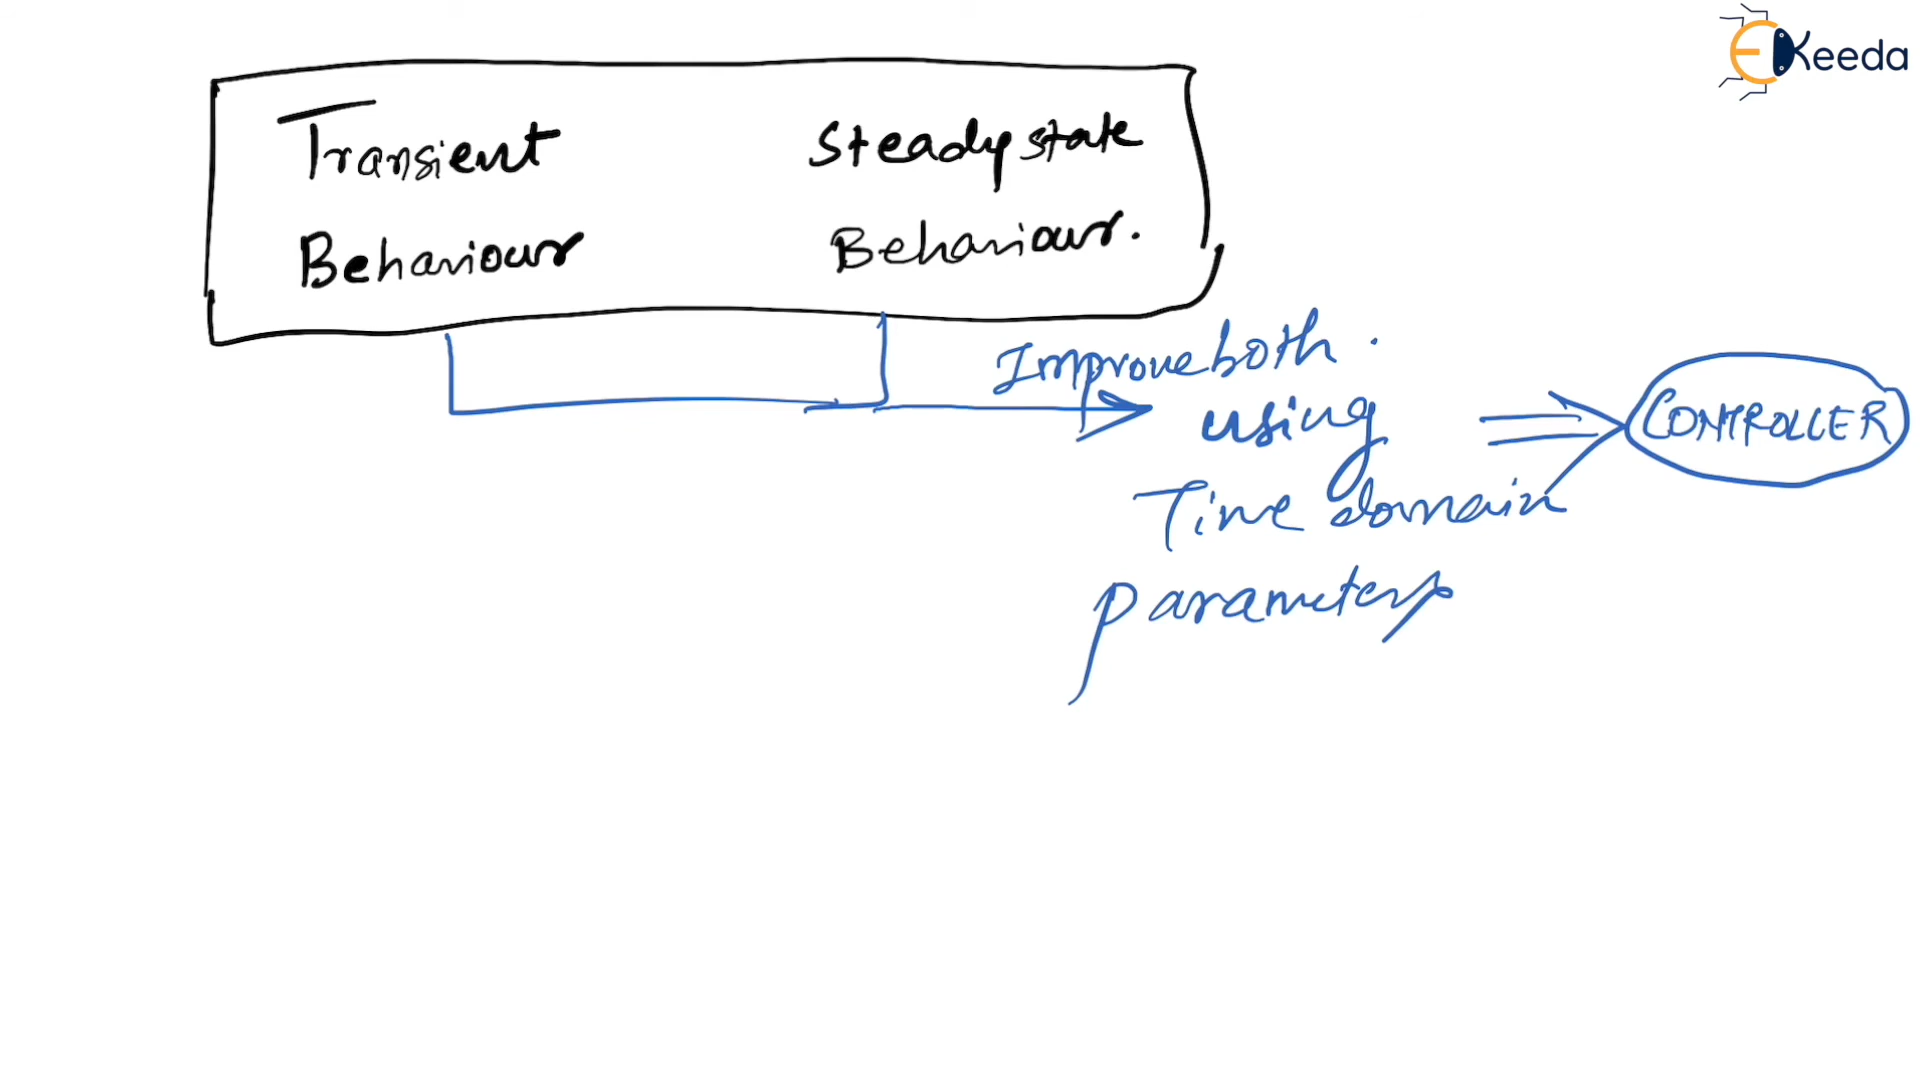 EKeeda
Transient Steady state
Behaviour Behaviour.
Improve both.
using
Time domain
parameters
CONTROLLER